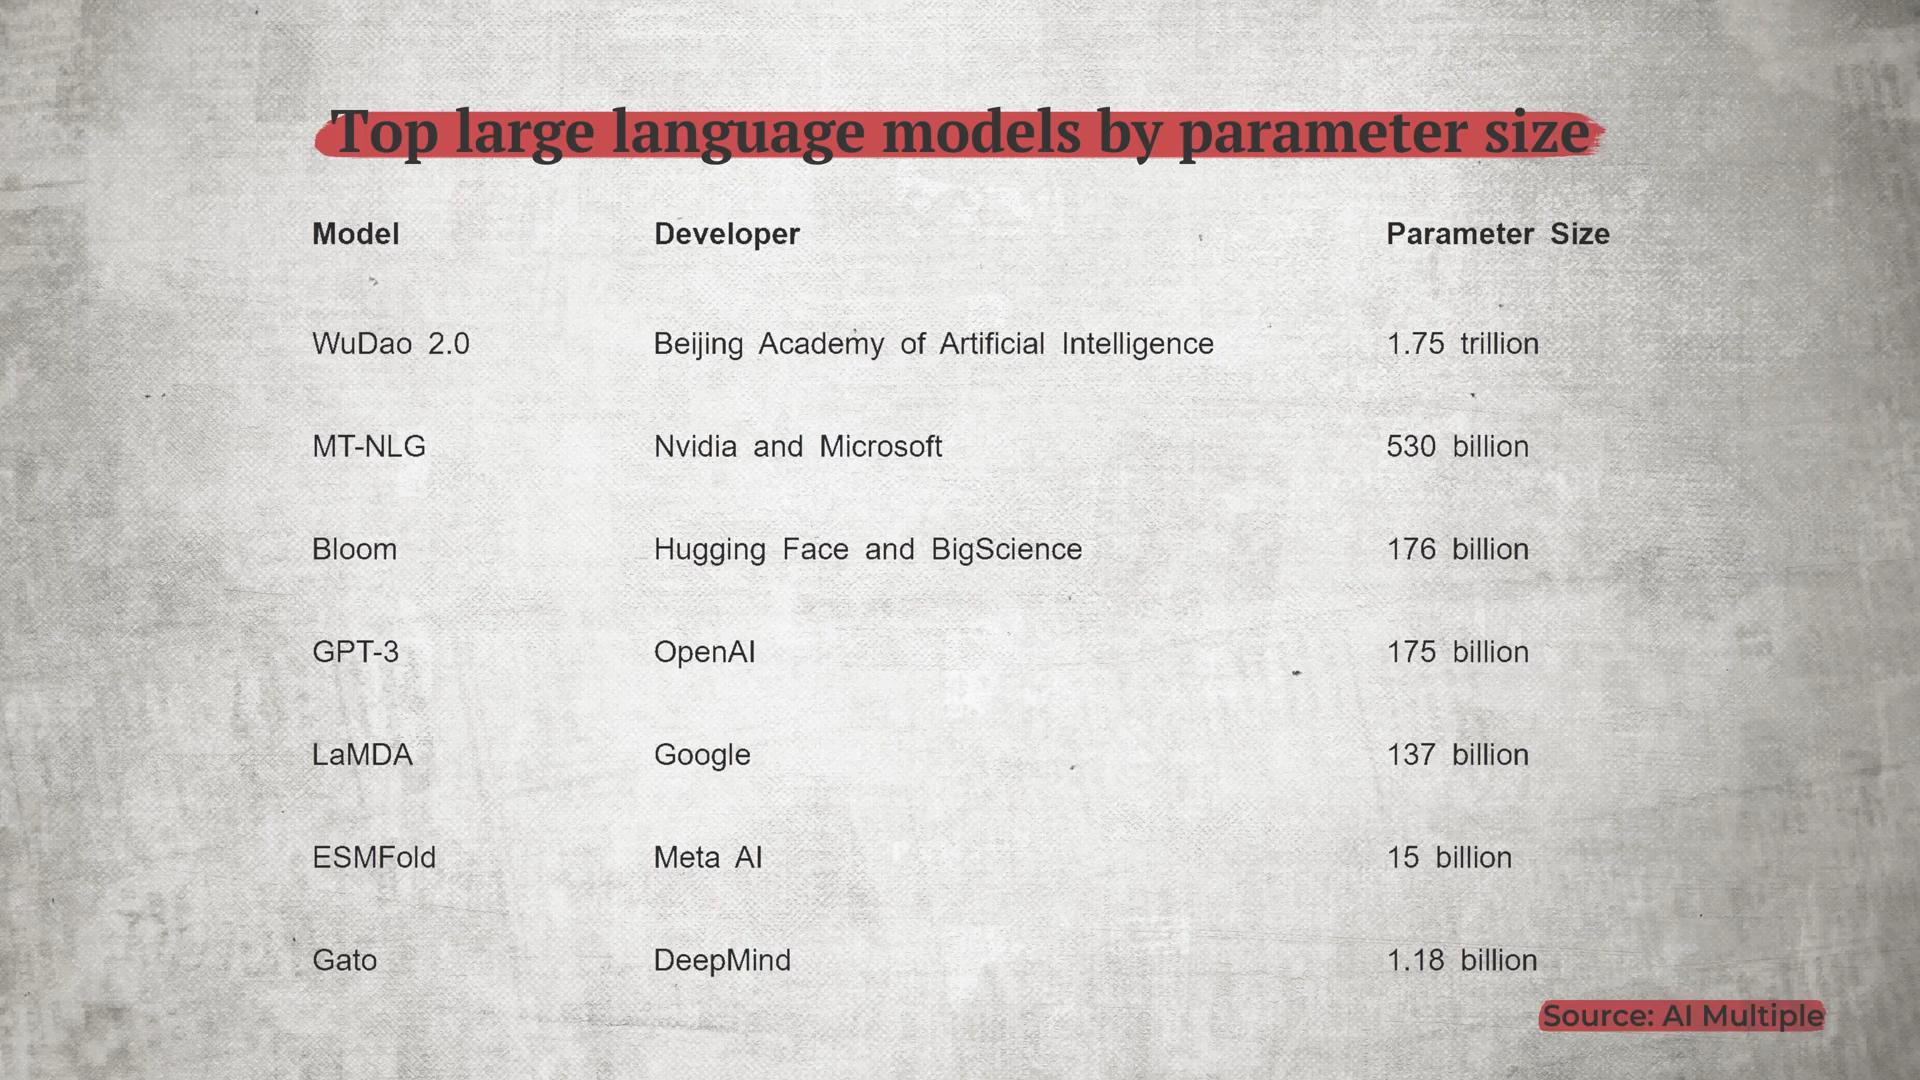 Top large language models by parameter size
Model Developer Parameter Size
WuDao 2.0 Beijing Academy of Artificial Intelligence 1.75 trillion
MT-NLG Nvidia and Microsoft 530 billion
Bloom Hugging Face and BigScience 176 billion
GPT-3 OpenAI 175 billion
LaMDA Google 137 billion
ESMFold Meta AI 15 billion
Gato DeepMind 1.18 billion
Source: AI Multiple